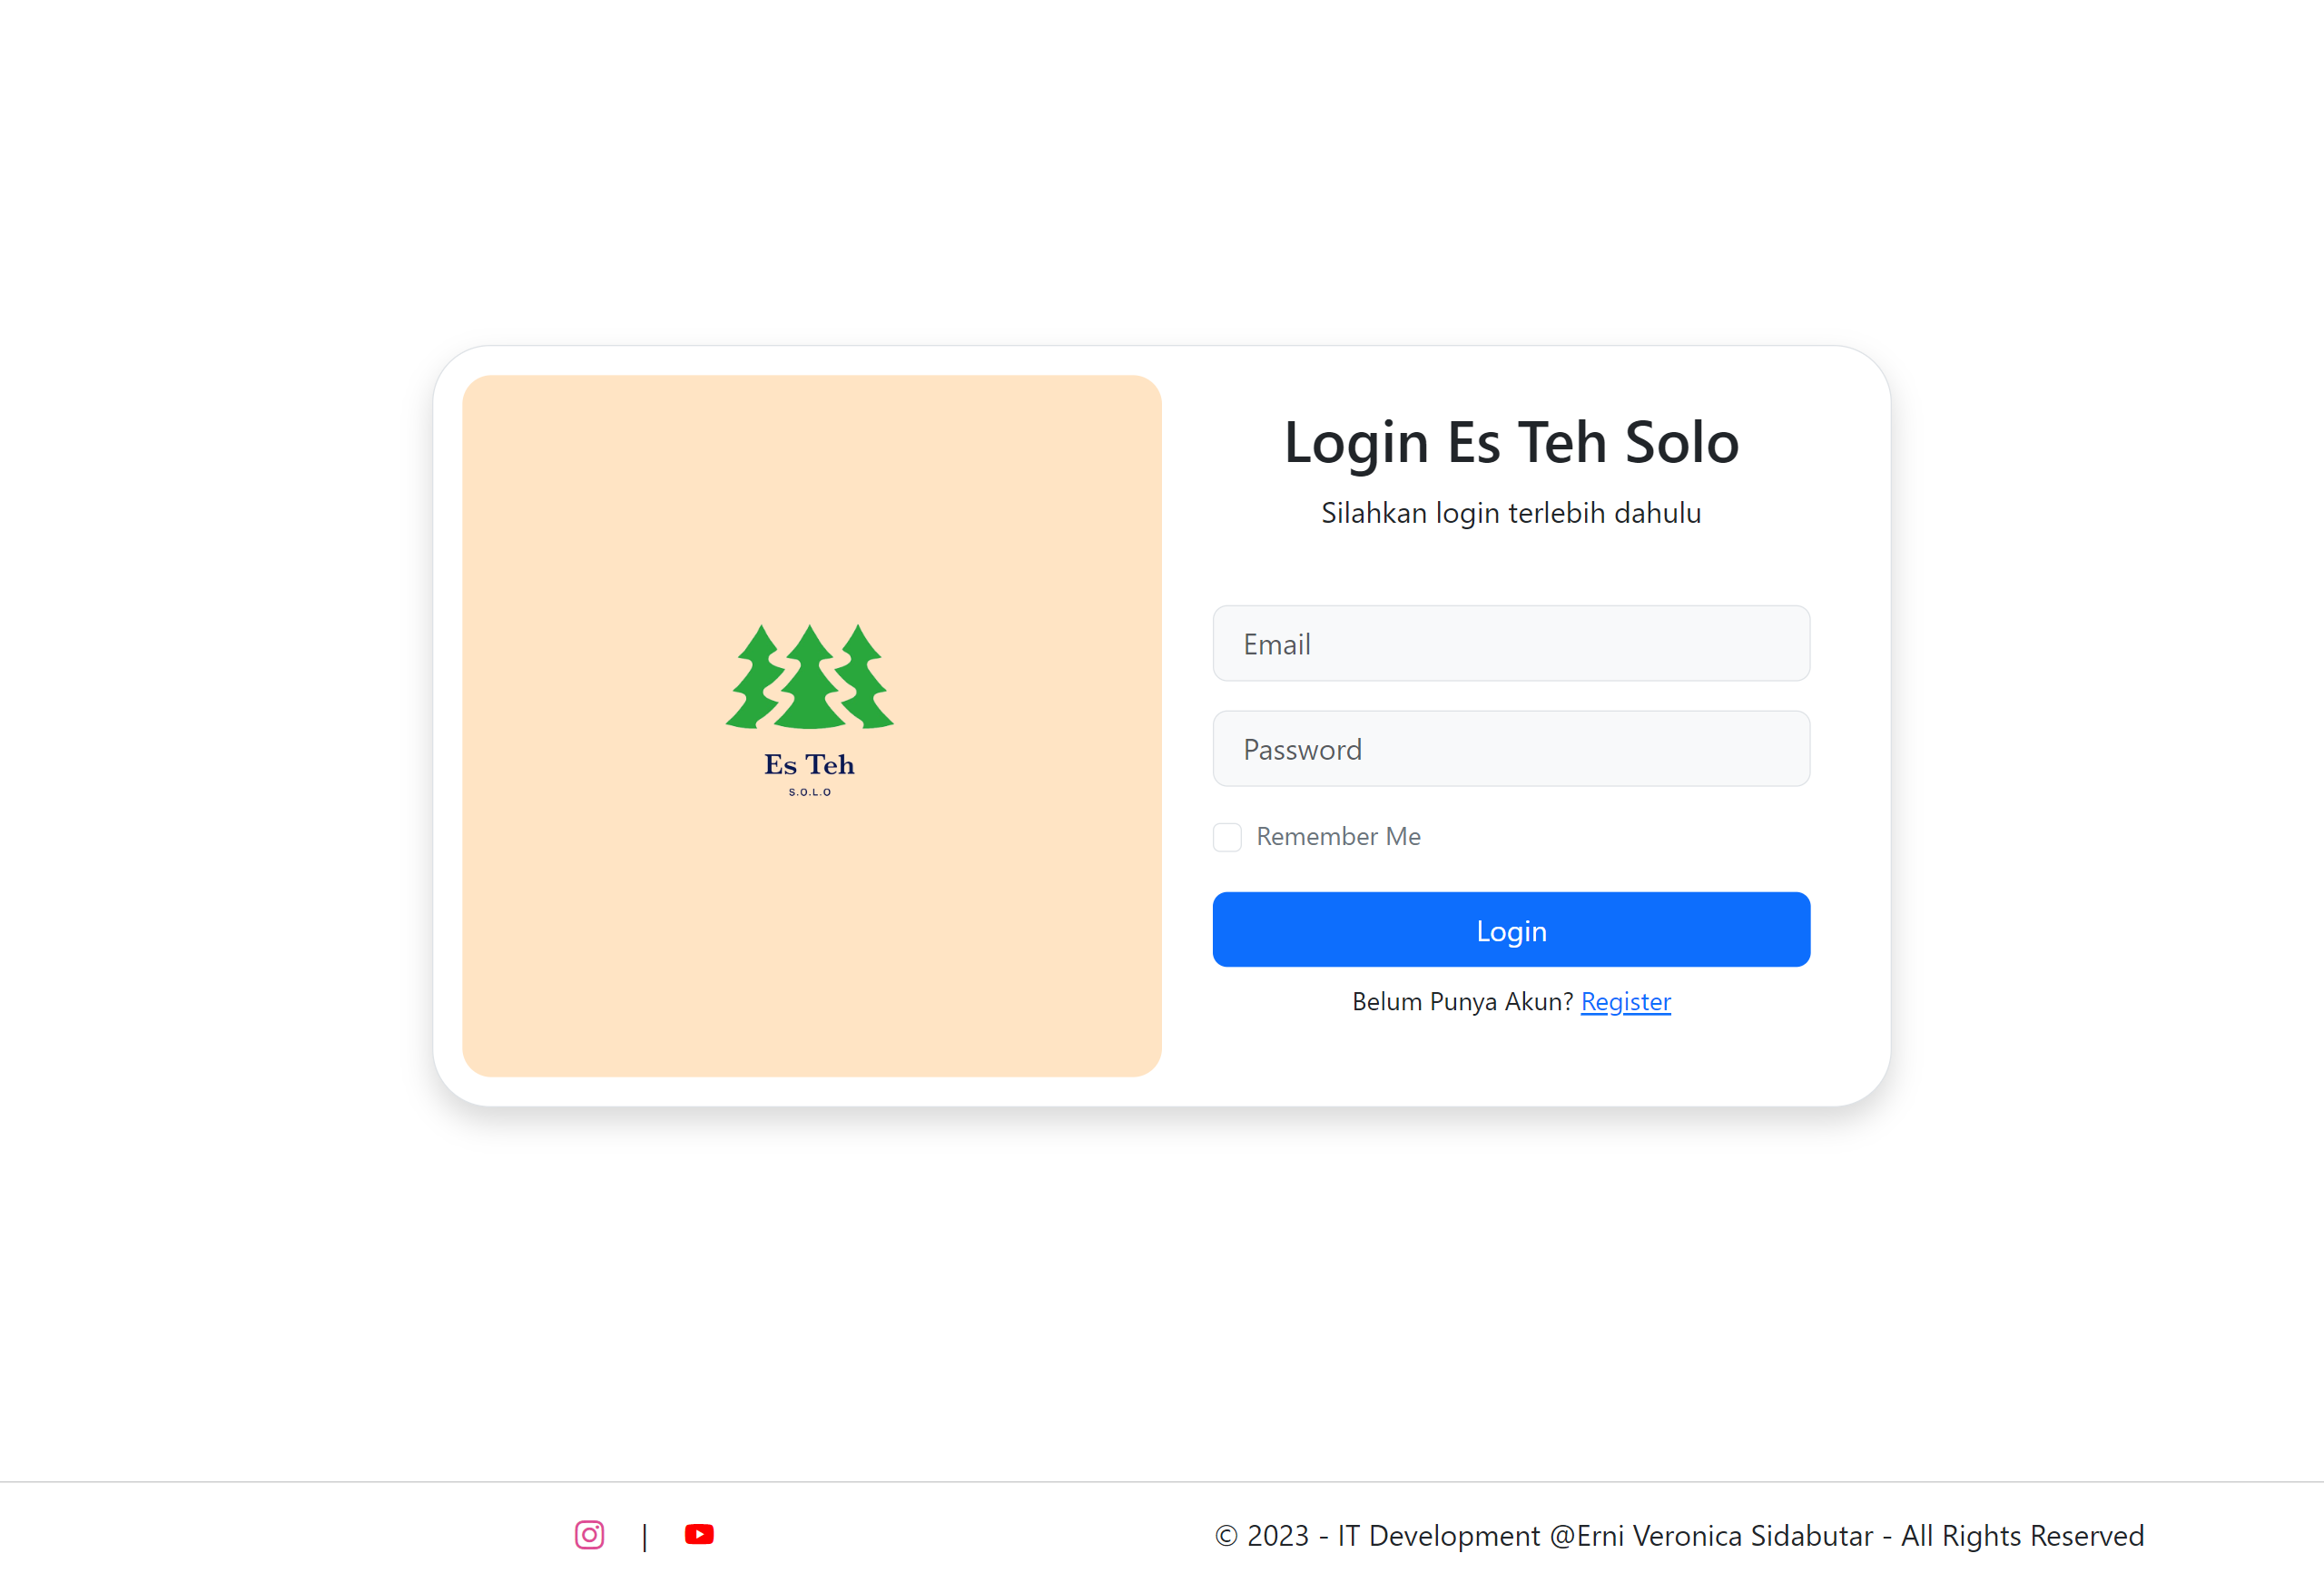 Es Teh
S.O.L.O
Login Es Teh Solo
Silahkan login terlebih dahulu
Email
Password
Remember Me
Login
Belum Punya Akun? Register
|
© 2023 - IT Development @Erni Veronica Sidabutar - All Rights Reserved